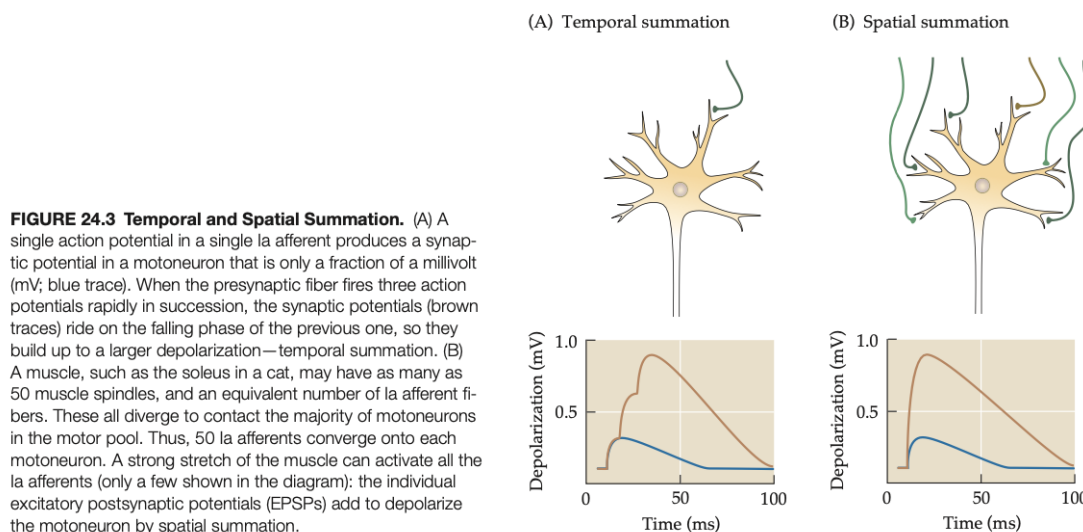 (A) Temporal summation
(B) Spatial summation
FIGURE 24.3 Temporal and Spatial Summation. (A) A
single action potential in a single Ia afferent produces a synap-
tic potential in a motoneuron that is only a fraction of a millivolt
(mV; blue trace). When the presynaptic fiber fires three action
potentials rapidly in succession, the synaptic potentials (brown
traces) ride on the falling phase of the previous one, so they
build up to a larger depolarization—temporal summation. (B)
A muscle, such as the soleus in a cat, may have as many as
50 muscle spindles, and an equivalent number of Ia afferent fi-
bers. These all diverge to contact the majority of motoneurons
in the motor pool. Thus, 50 Ia afferents converge onto each
motoneuron. A strong stretch of the muscle can activate all the
Ia afferents (only a few shown in the diagram): the individual
excitatory postsynaptic potentials (EPSPs) add to depolarize
the motoneuron by spatial summation.
Depolarization (mV)
1.0
0.5
0
50
100
Time (ms)
Depolarization (mV)
1.0
0.5
0
50
100
Time (ms)